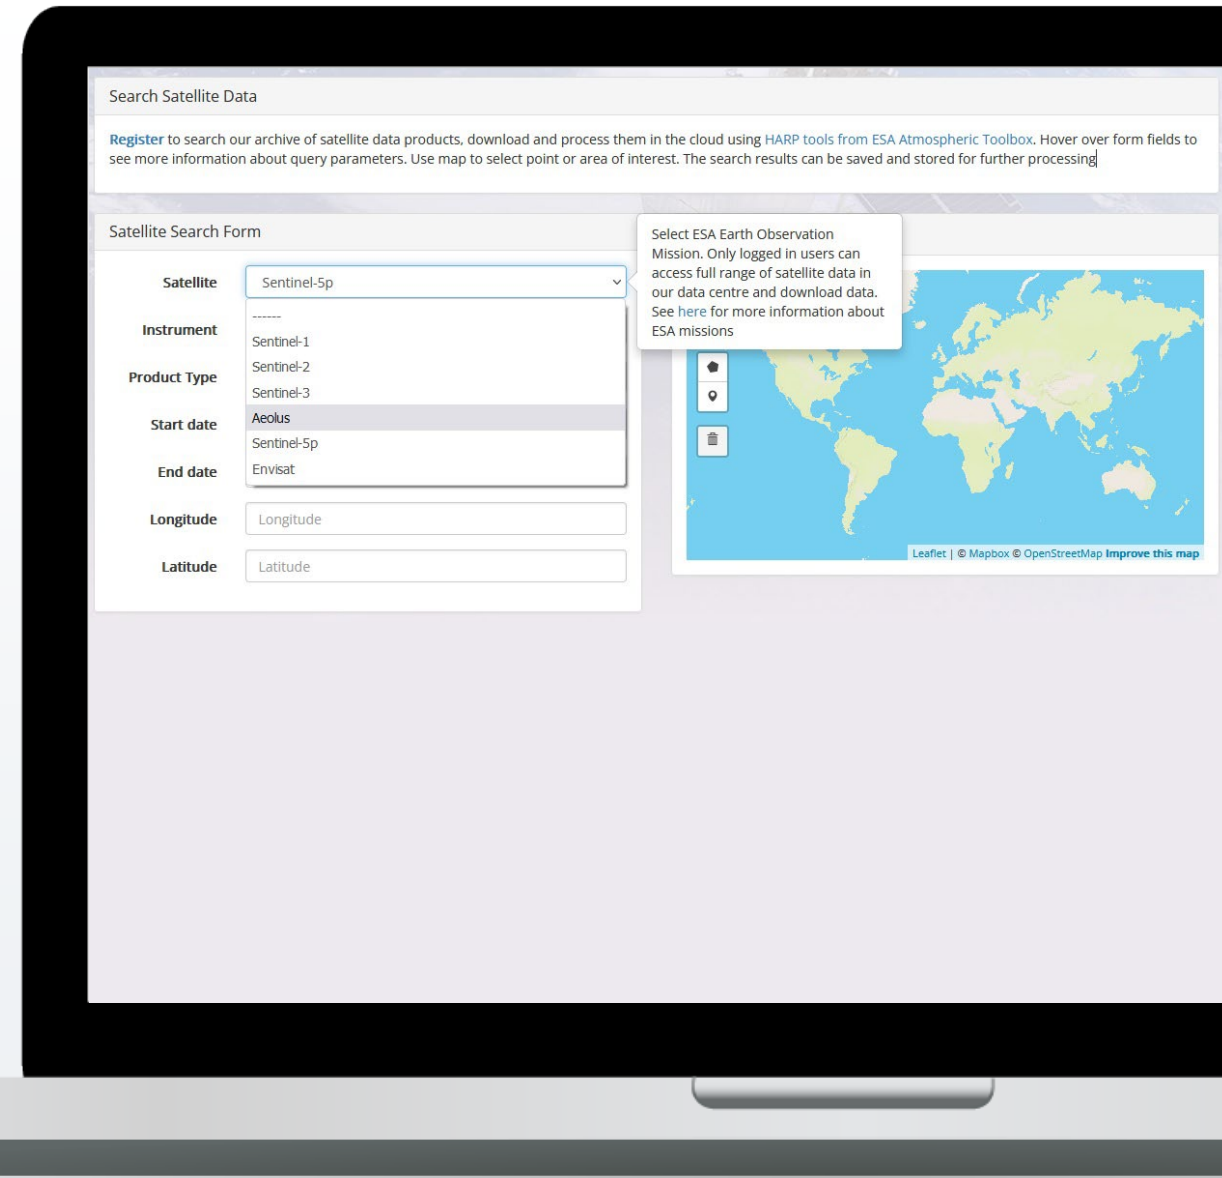 Search Satellite Data
Register to search our archive of satellite data products, download and process them in the cloud using HARP tools from ESA Atmospheric Toolbox. Hover over form fields to
see more information about query parameters. Use map to select point or area of interest. The search results can be saved and stored for further processing
Satellite Search Form
Satellite
Sentinel-5p
------
Instrument
Sentinel-1
Sentinel-2
Product Type
Sentinel-3
Aeolus
Start date
Sentinel-5p
End date
Envisat
Longitude
Longitude
Latitude
Latitude
Select ESA Earth Observation
Mission. Only logged in users can
access full range of satellite data in
our data centre and download data.
See here for more information about
ESA missions
Leaflet | © Mapbox © OpenStreetMap Improve this map